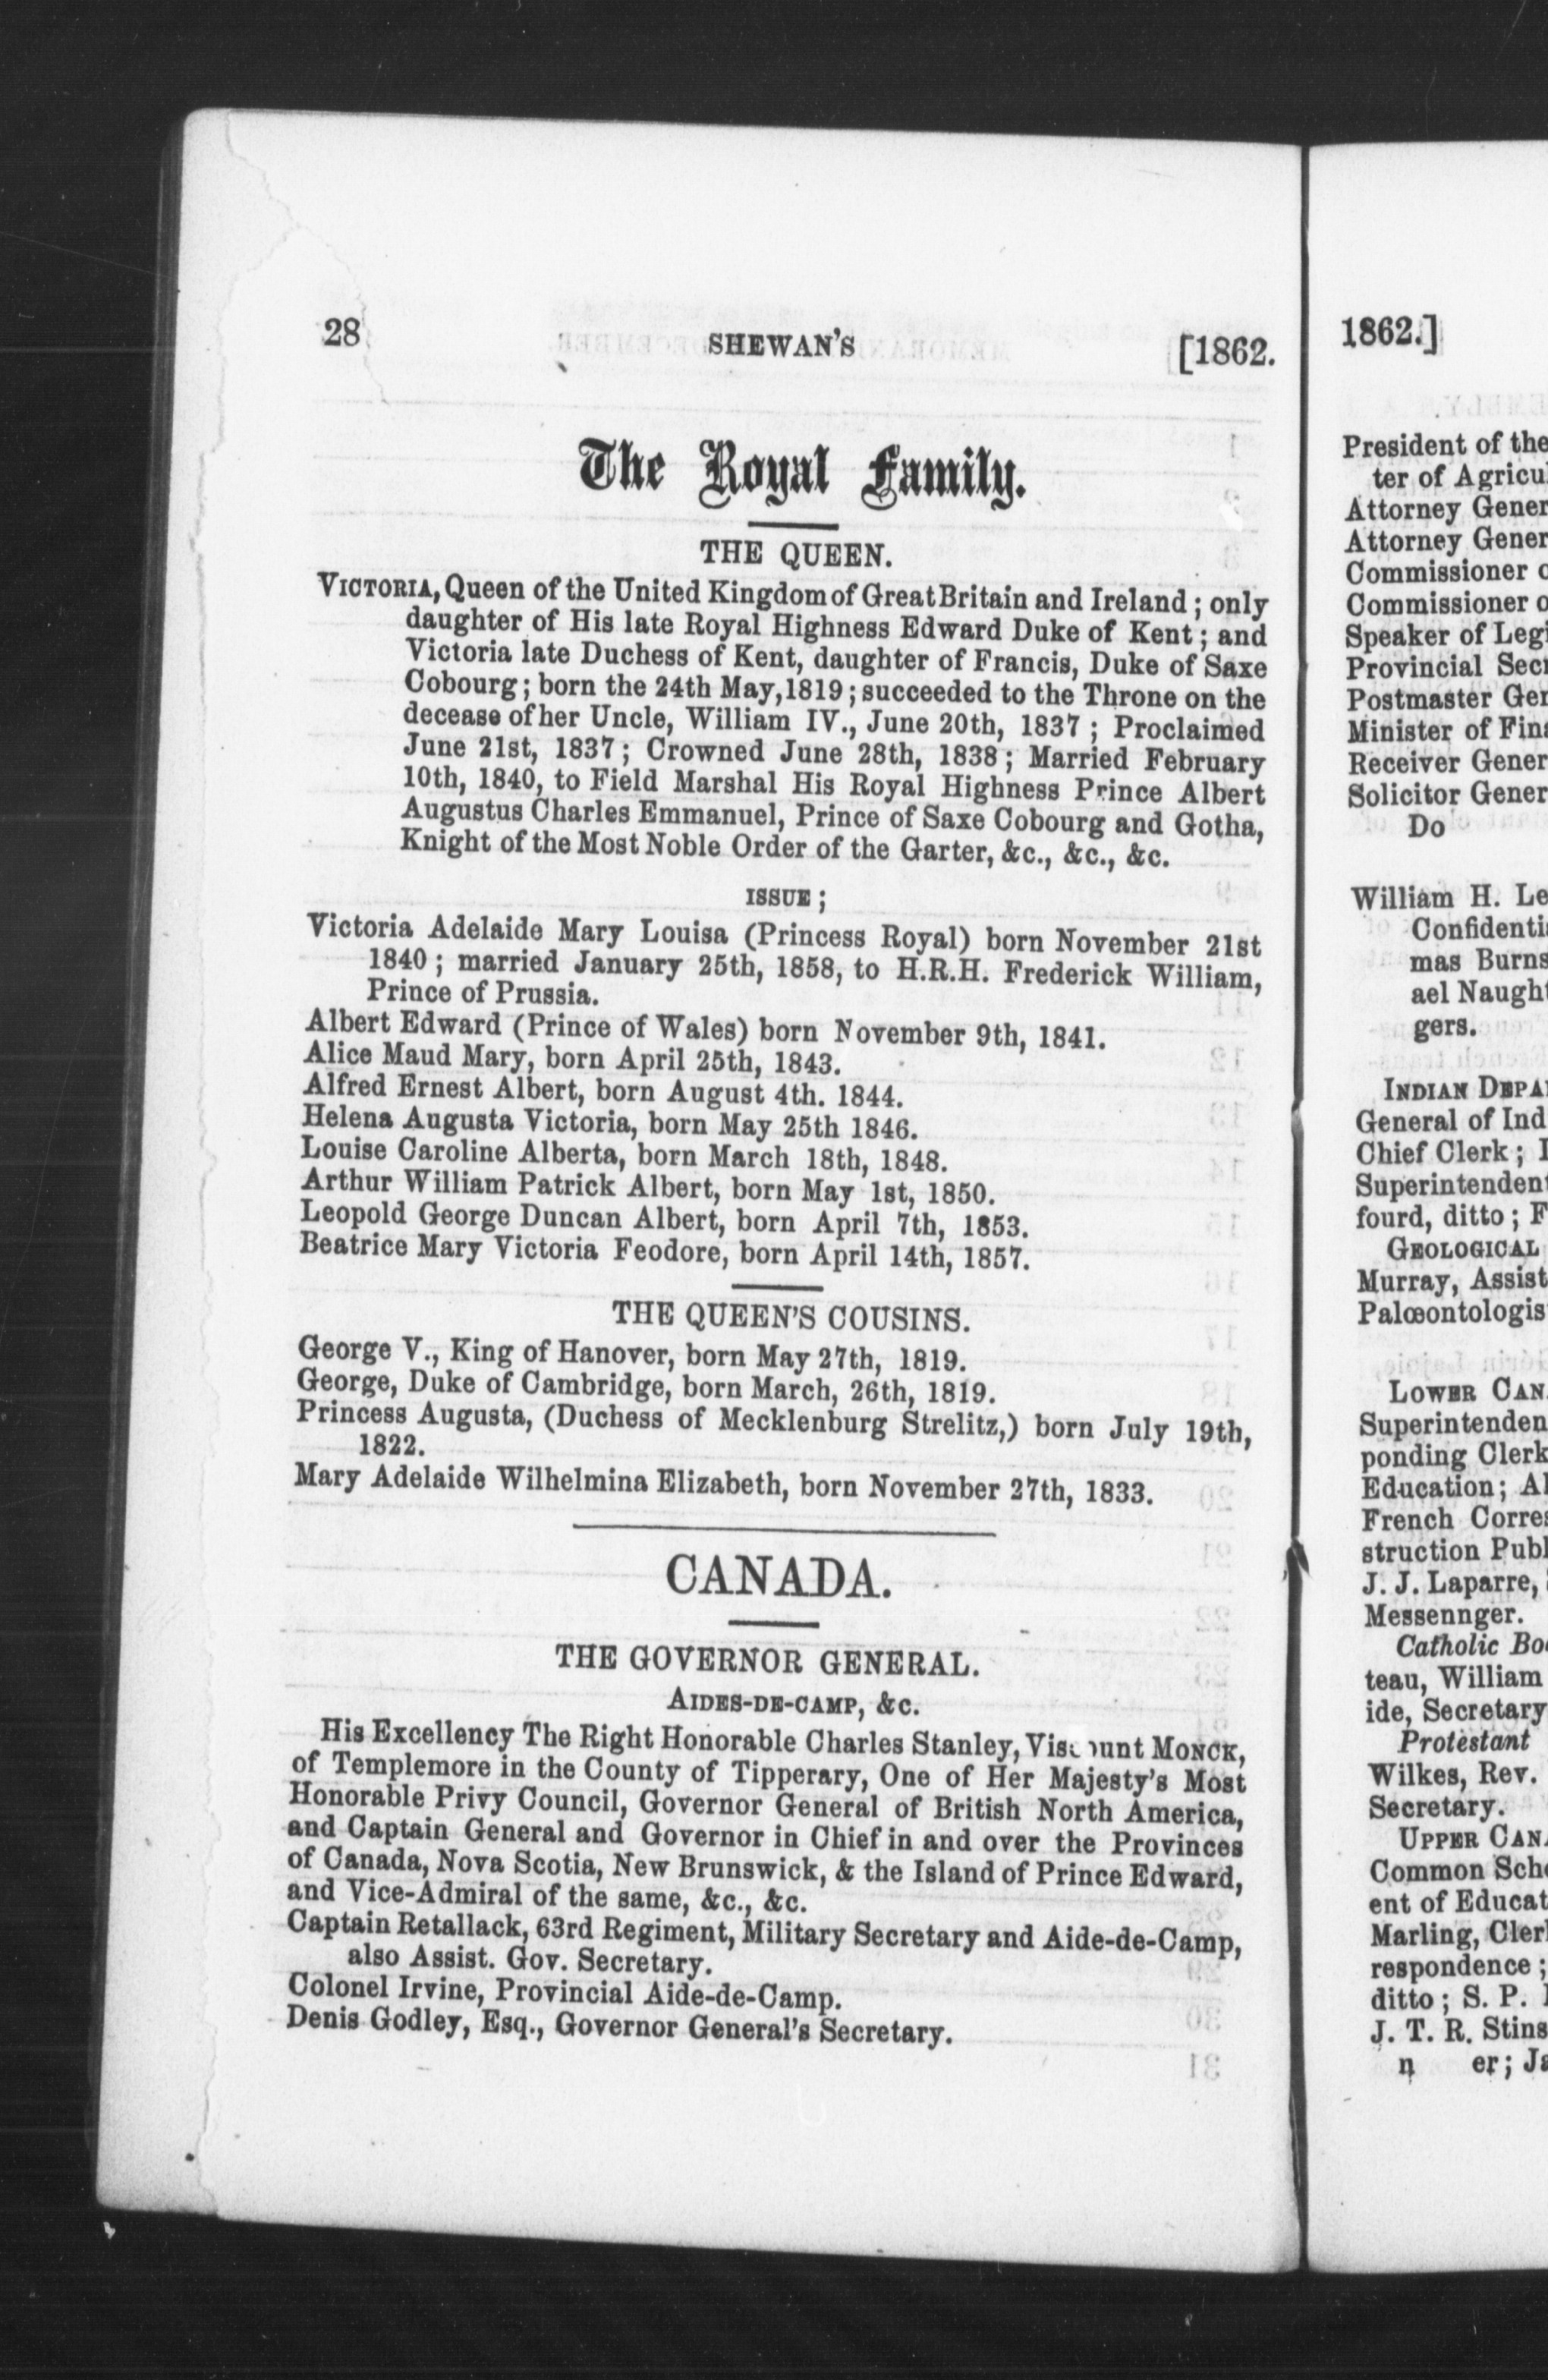 28 SHEWAN'S [1862.
The Royal Family.
THE QUEEN.
VICTORIA, Queen of the United Kingdom of Great Britain and Ireland ; only
daughter of His late Royal Highness Edward Duke of Kent ; and
Victoria late Duchess of Kent, daughter of Francis, Duke of Saxe
Cobourg ; born the 24th May, 1819 ; succeeded to the Throne on the
decease of her Uncle, William IV., June 20th, 1837 ; Proclaimed
June 21st, 1837 ; Crowned June 28th, 1838 ; Married February
10th, 1840, to Field Marshal His Royal Highness Prince Albert
Augustus Charles Emmanuel, Prince of Saxe Cobourg and Gotha,
Knight of the Most Noble Order of the Garter, &c., &c., &c.
ISSUE ;
Victoria Adelaide Mary Louisa (Princess Royal) born November 21st
1840 ; married January 25th, 1858, to H.R.H. Frederick William,
Prince of Prussia.
Albert Edward (Prince of Wales) born November 9th, 1841.
Alice Maud Mary, born April 25th, 1843.
Alfred Ernest Albert, born August 4th. 1844.
Helena Augusta Victoria, born May 25th 1846.
Louise Caroline Alberta, born March 18th, 1848.
Arthur William Patrick Albert, born May 1st, 1850.
Leopold George Duncan Albert, born April 7th, 1853.
Beatrice Mary Victoria Feodore, born April 14th, 1857.
THE QUEEN'S COUSINS.
George V., King of Hanover, born May 27th, 1819.
George, Duke of Cambridge, born March, 26th, 1819.
Princess Augusta, (Duchess of Mecklenburg Strelitz,) born July 19th,
1822.
Mary Adelaide Wilhelmina Elizabeth, born November 27th, 1833.
CANADA.
THE GOVERNOR GENERAL.
AIDES-DE-CAMP, &C.
His Excellency The Right Honorable Charles Stanley, Viscount MONCK,
of Templemore in the County of Tipperary, One of Her Majesty's Most
Honorable Privy Council, Governor General of British North America,
and Captain General and Governor in Chief in and over the Provinces
of Canada, Nova Scotia, New Brunswick, & the Island of Prince Edward,
and Vice-Admiral of the same, &c., &c.
Captain Retallack, 63rd Regiment, Military Secretary and Aide-de-Camp,
also Assist. Gov. Secretary.
Colonel Irvine, Provincial Aide-de-Camp.
Denis Godley, Esq., Governor General's Secretary.
1862.]
President of the
ter of Agricul
Attorney Gener
Attorney Gener
Commissioner o
Commissioner o
Speaker of Legi
Provincial Secr
Postmaster Gen
Minister of Fina
Receiver Gener
Solicitor Gener
Do
William H. Le
Confidentia
mas Burns
ael Naught
gers.
INDIAN DEPA
General of Ind
Chief Clerk ;
Superintendent
fourd, ditto ; F
GEOLOGICAL
Murray, Assist
Palœontologis
LOWER CAN
Superintenden
ponding Clerk
Education ; Al
French Corres
struction Publ
J. J. Laparre,
Messennger.
Catholic Bo
teau, William
ide, Secretary
Protestant
Wilkes, Rev.
Secretary.
UPPER CAN
Common Scho
ent of Educat
Marling, Cler
respondence ;
ditto ; S. P.
J. T. R. Stins
er ; Ja